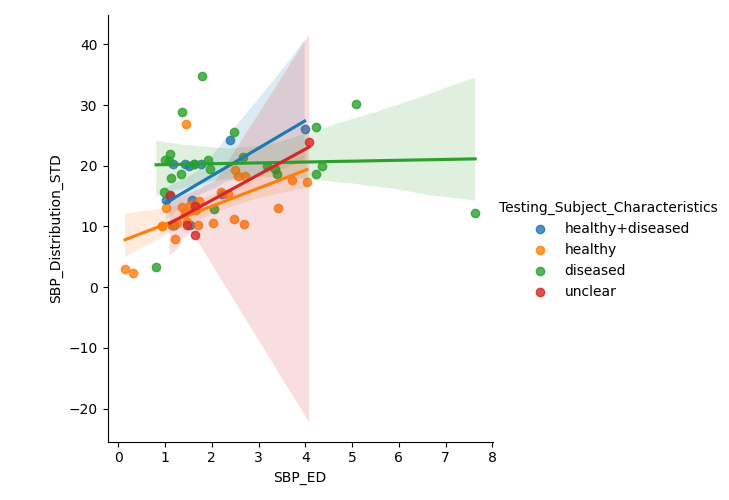 40
30
20
10
0
−10
−20
SBP_Distribution_STD
0 1 2 3 4 5 6 7 8
SBP_ED
Testing_Subject_Characteristics
healthy+diseased
healthy
diseased
unclear